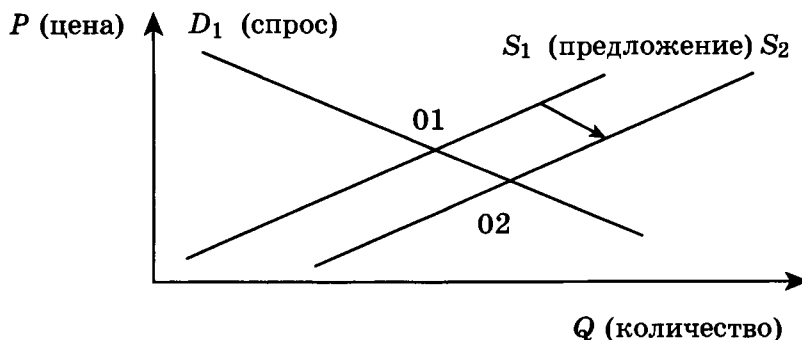 P (цена) D₁ (спрос) S₁ (предложение) S₂
01
02
Q (количество)